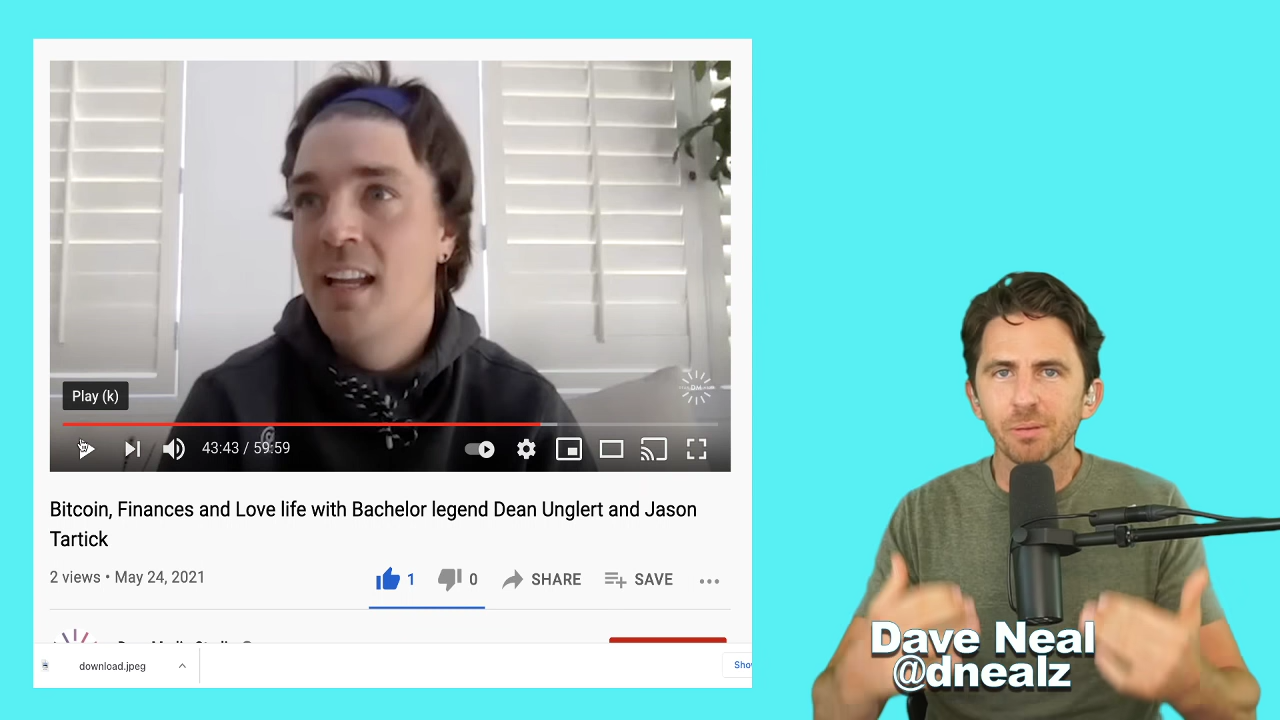 Play (k)
DM
43:43 / 59:59
Bitcoin, Finances and Love life with Bachelor legend Dean Unglert and Jason
Tartick
2 views • May 24, 2021
1
0
SHARE
SAVE
download.jpeg
Dave Neal
@dnealz